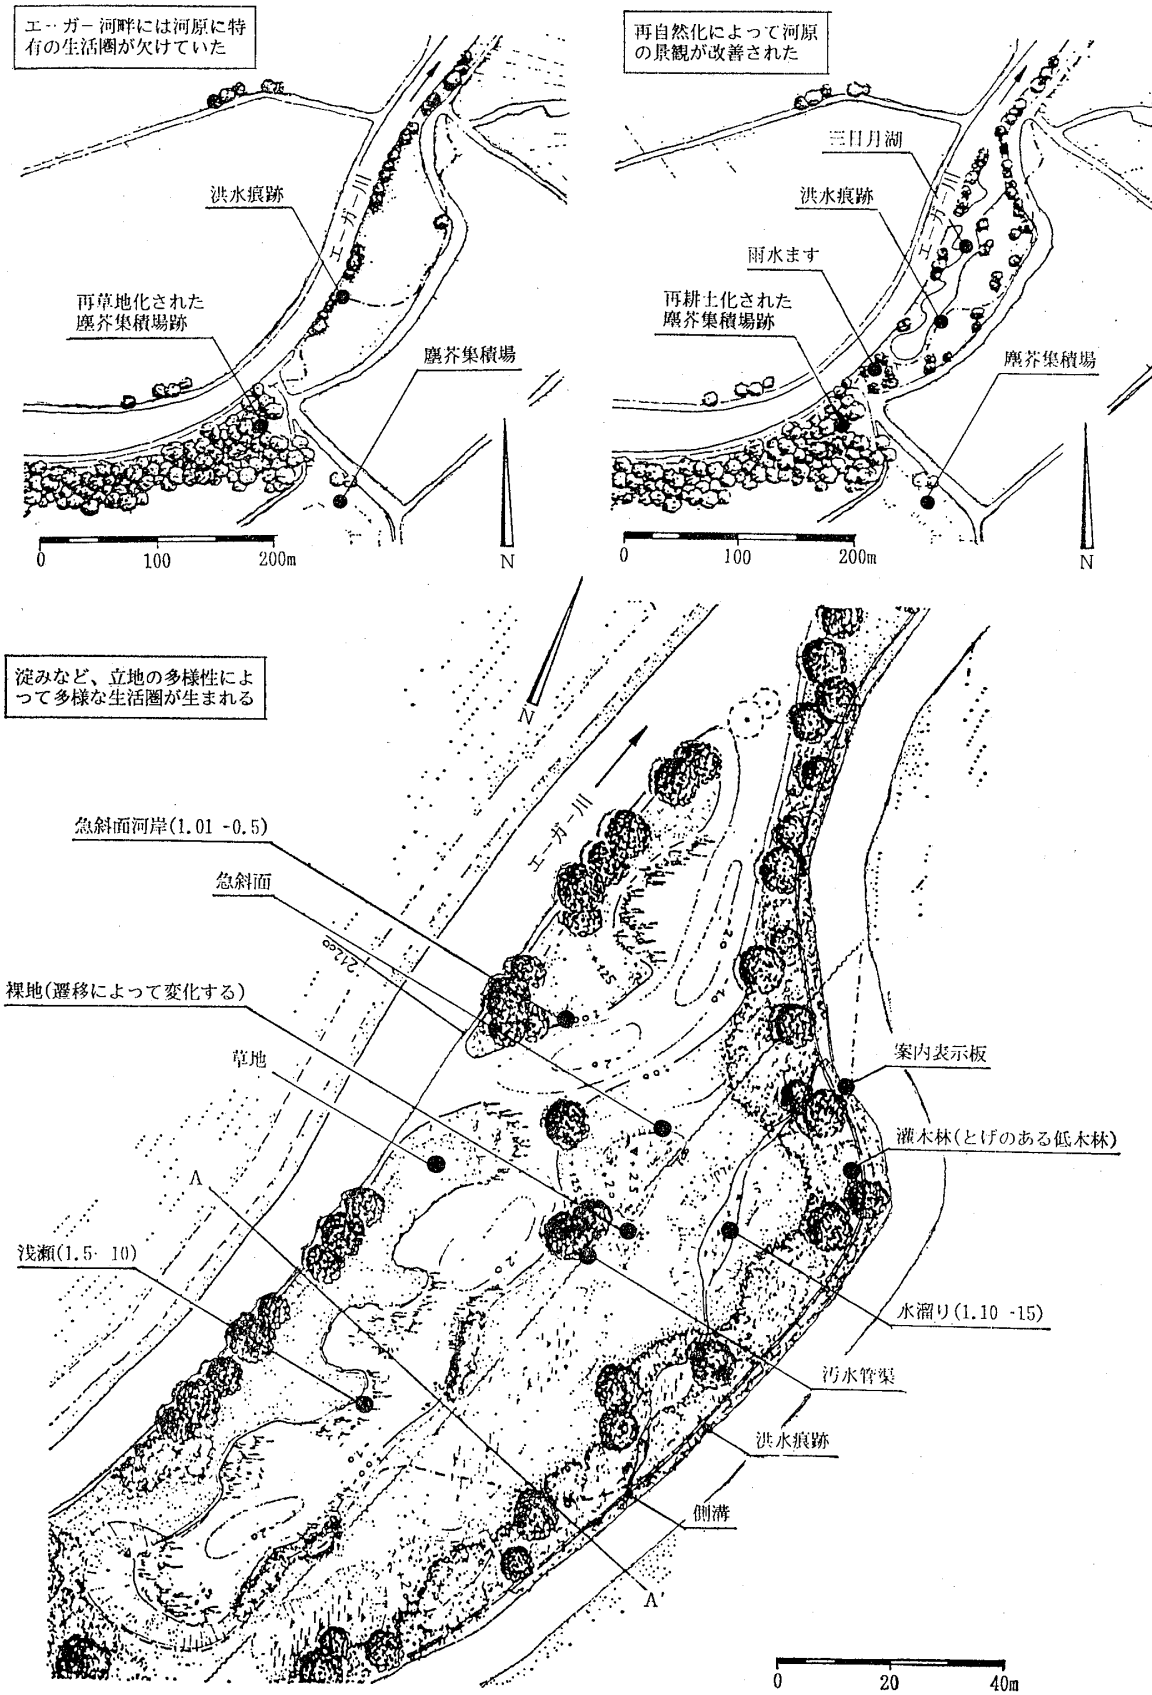 エーガー河畔には河原に特
有の生活圏が欠けていた
エーガー川
洪水痕跡
再草地化された
塵芥集積場跡
塵芥集積場
0
100
200m
N
再自然化によって河原
の景観が改善された
三日月湖
エーガー川
洪水痕跡
雨水ます
再耕土化された
塵芥集積場跡
塵芥集積場
0
100
200m
N
淀みなど、立地の多様性によ
って多様な生活圏が生まれる
N
エーガー川
急斜面河岸(1.01 -0.5)
急斜面
21200
裸地(遷移によって変化する)
草地
案内表示板
灌木林(とげのある低木林)
A
浅瀬(1.5- 10)
水溜り(1.10 -15)
汚水管渠
洪水痕跡
側溝
A'
0
20
40m